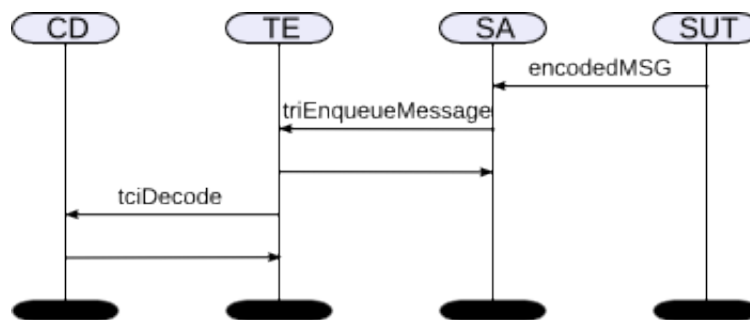 CD TE SA SUT
encodedMSG
triEnqueueMessage
tciDecode